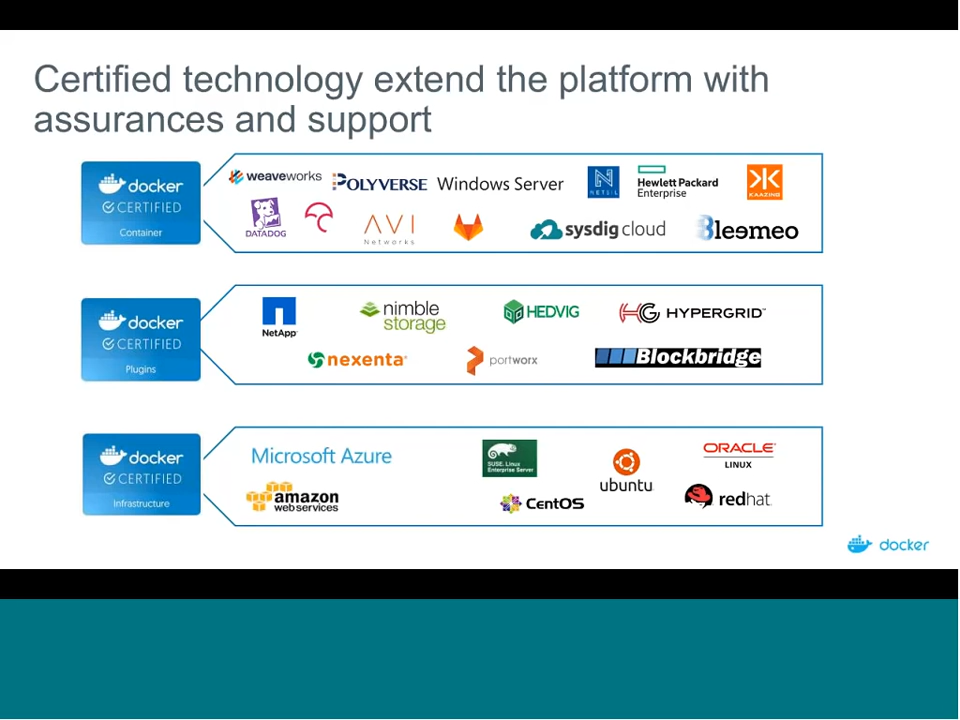 Certified technology extend the platform with
assurances and support
docker
CERTIFIED
Container
weaveworks POLYVERSE Windows Server NETSIL Hewlett Packard
Enterprise
KAAZING
DATADOG
AVI
Networks
sysdig cloud
Bleemeo
docker
CERTIFIED
Plugins
NetApp
nimble
storage
HEDVIG
HG HYPERGRID™
nexenta
portworx
Blockbridge
docker
CERTIFIED
Infrastructure
Microsoft Azure
SUSE. Linux
Enterprise Server
ubuntu
ORACLE
LINUX
amazon
web services
CentOS
redhat.
docker